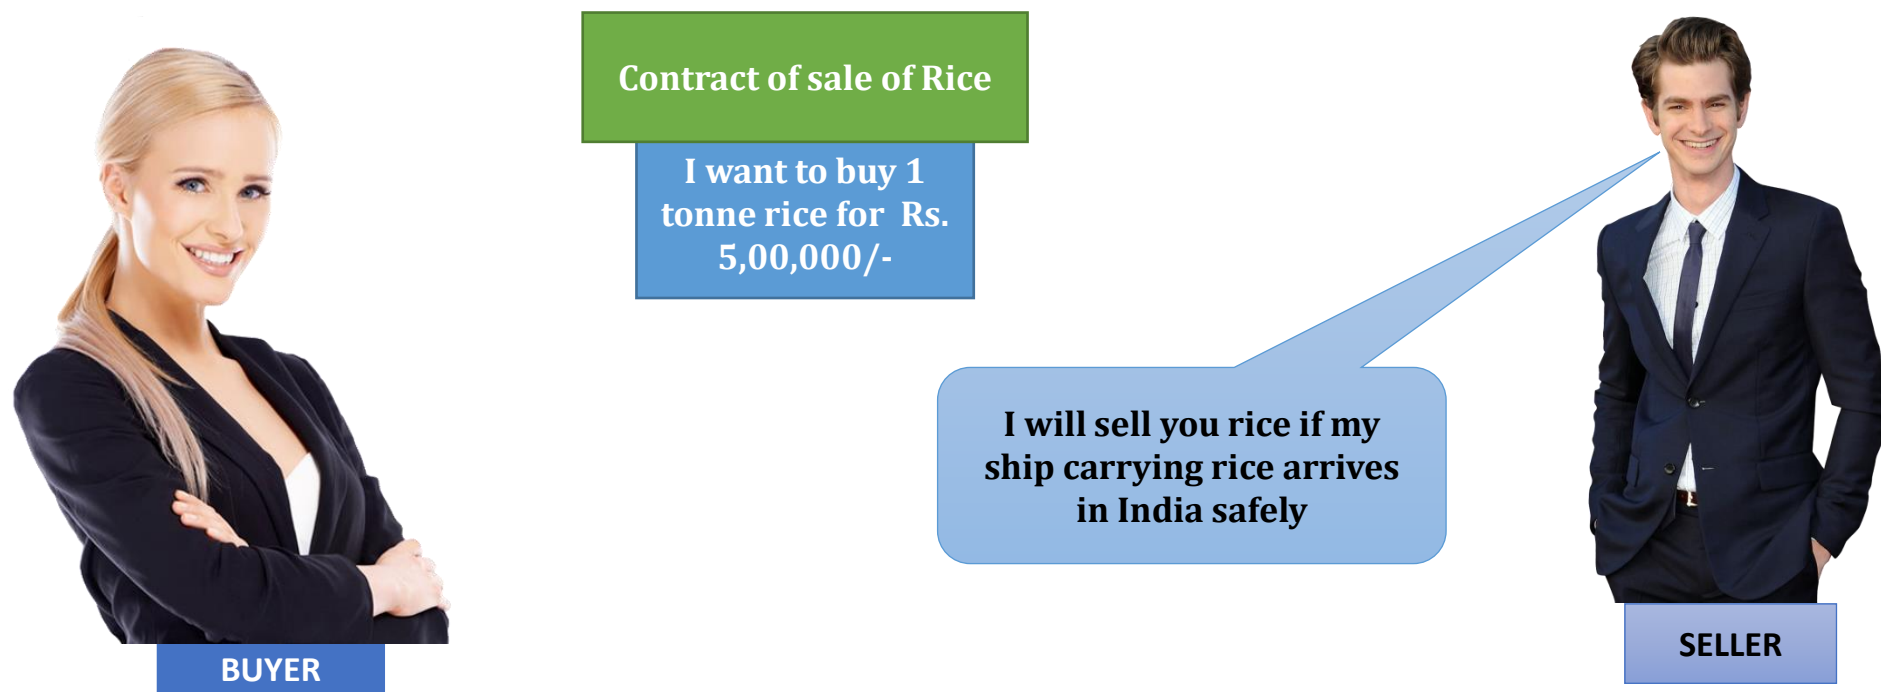 Contract of sale of Rice
I want to buy 1
tonne rice for Rs.
5,00,000/-
I will sell you rice if my
ship carrying rice arrives
in India safely
BUYER
SELLER